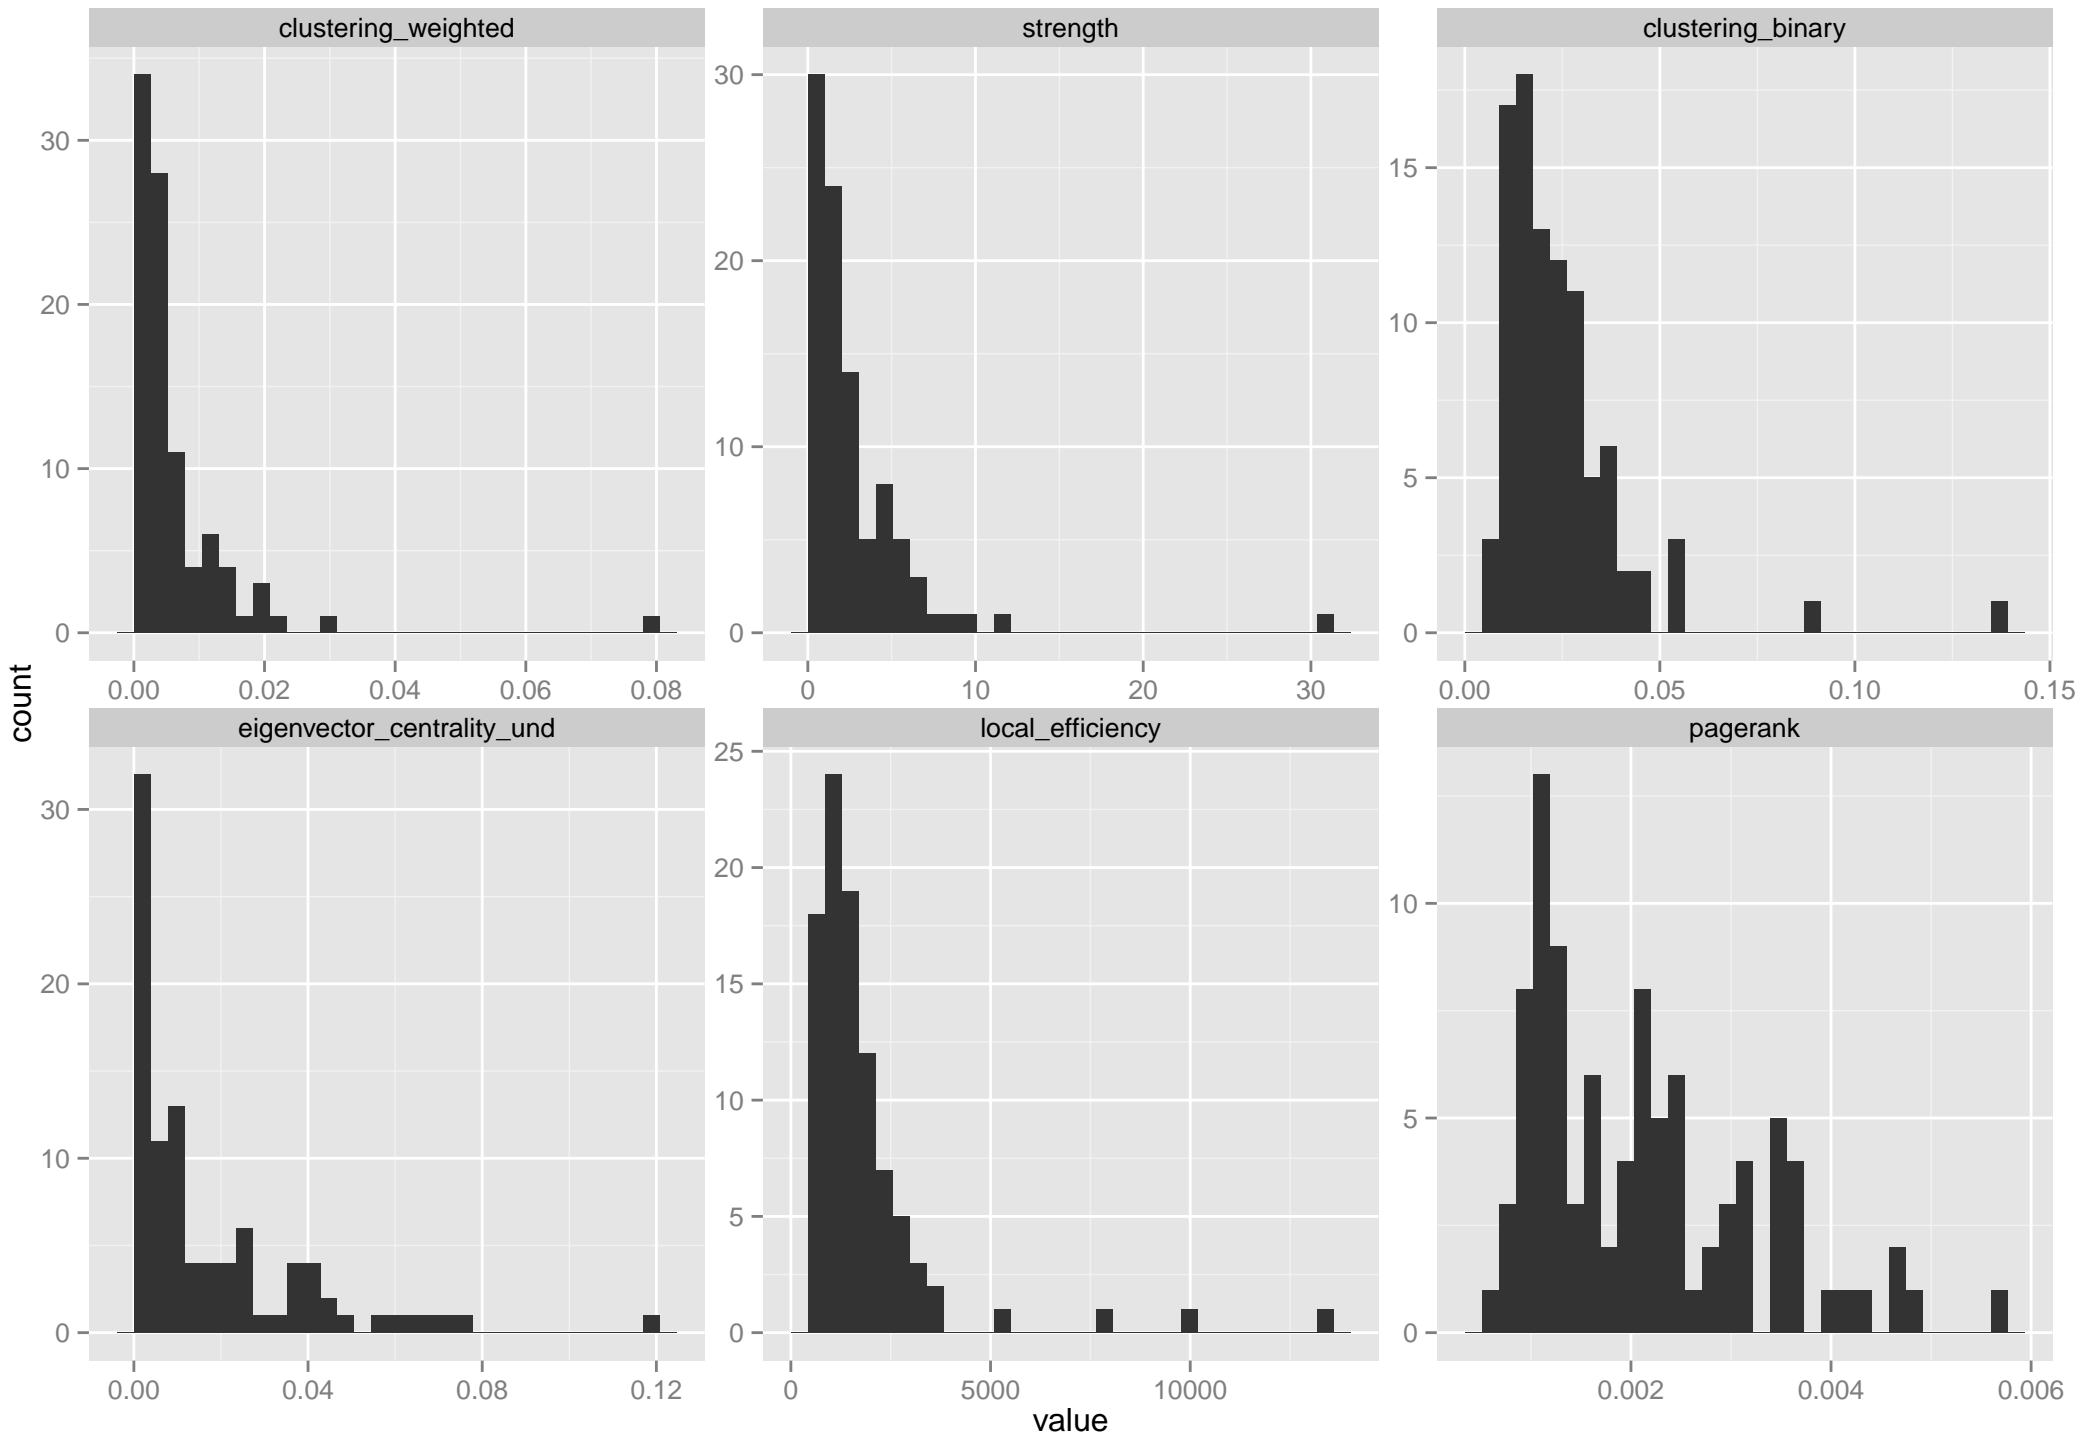 clustering_weighted
strength
clustering_binary
30
20
10
0
0.00 0.02 0.04 0.06 0.08
30
20
10
0
0 10 20 30
15
10
5
0
0.00 0.05 0.10 0.15
count
eigenvector_centrality_und
local_efficiency
pagerank
30
20
10
0
0.00 0.04 0.08 0.12
25
20
15
10
5
0
0 5000 10000
10
5
0
0.002 0.004 0.006
value